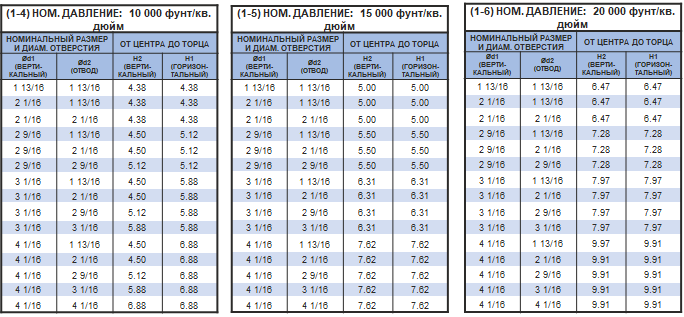 (1-4) НОМ. ДАВЛЕНИЕ: 10 000 фунт/кв.
дюйм
НОМИНАЛЬНЫЙ РАЗМЕР
И ДИАМ. ОТВЕРСТИЯ
ОТ ЦЕНТРА ДО ТОРЦА
Ød1
(ВЕРТИ-
КАЛЬНЫЙ)
Ød2
(ОТВОД)
H2
(ВЕРТИ-
КАЛЬНЫЙ)
H1
(ГОРИЗОН-
ТАЛЬНЫЙ)
1 13/16 1 13/16 4.38 4.38
2 1/16 1 13/16 4.38 4.38
2 1/16 2 1/16 4.38 4.38
2 9/16 1 13/16 4.50 5.12
2 9/16 2 1/16 4.50 5.12
2 9/16 2 9/16 5.12 5.12
3 1/16 1 13/16 4.50 5.88
3 1/16 2 1/16 4.50 5.88
3 1/16 2 9/16 5.12 5.88
3 1/16 3 1/16 5.88 5.88
4 1/16 1 13/16 4.50 6.88
4 1/16 2 1/16 4.50 6.88
4 1/16 2 9/16 5.12 6.88
4 1/16 3 1/16 5.88 6.88
4 1/16 4 1/16 6.88 6.88
(1-5) НОМ. ДАВЛЕНИЕ: 15 000 фунт/кв.
дюйм
НОМИНАЛЬНЫЙ РАЗМЕР
И ДИАМ. ОТВЕРСТИЯ
ОТ ЦЕНТРА ДО ТОРЦА
Ød1
(ВЕРТИ-
КАЛЬНЫЙ)
Ød2
(ОТВОД)
H2
(ВЕРТИ-
КАЛЬНЫЙ)
H1
(ГОРИЗОН-
ТАЛЬНЫЙ)
1 13/16 1 13/16 5.00 5.00
2 1/16 1 13/16 5.00 5.00
2 1/16 2 1/16 5.00 5.00
2 9/16 1 13/16 5.50 5.50
2 9/16 2 1/16 5.50 5.50
2 9/16 2 9/16 5.50 5.50
3 1/16 1 13/16 6.31 6.31
3 1/16 2 1/16 6.31 6.31
3 1/16 2 9/16 6.31 6.31
3 1/16 3 1/16 6.31 6.31
4 1/16 1 13/16 7.62 7.62
4 1/16 2 1/16 7.62 7.62
4 1/16 2 9/16 7.62 7.62
4 1/16 3 1/16 7.62 7.62
4 1/16 4 1/16 7.62 7.62
(1-6) НОМ. ДАВЛЕНИЕ: 20 000 фунт/кв.
дюйм
НОМИНАЛЬНЫЙ РАЗМЕР
И ДИАМ. ОТВЕРСТИЯ
ОТ ЦЕНТРА ДО ТОРЦА
Ød1
(ВЕРТИ-
КАЛЬНЫЙ)
Ød2
(ОТВОД)
H2
(ВЕРТИ-
КАЛЬНЫЙ)
H1
(ГОРИЗОН-
ТАЛЬНЫЙ)
1 13/16 1 13/16 6.47 6.47
2 1/16 1 13/16 6.47 6.47
2 1/16 2 1/16 6.47 6.47
2 9/16 1 13/16 7.28 7.28
2 9/16 2 1/16 7.28 7.28
2 9/16 2 9/16 7.28 7.28
3 1/16 1 13/16 7.97 7.97
3 1/16 2 1/16 7.97 7.97
3 1/16 2 9/16 7.97 7.97
3 1/16 3 1/16 7.97 7.97
4 1/16 1 13/16 9.97 9.91
4 1/16 2 1/16 9.91 9.91
4 1/16 2 9/16 9.91 9.91
4 1/16 3 1/16 9.91 9.91
4 1/16 4 1/16 9.91 9.91